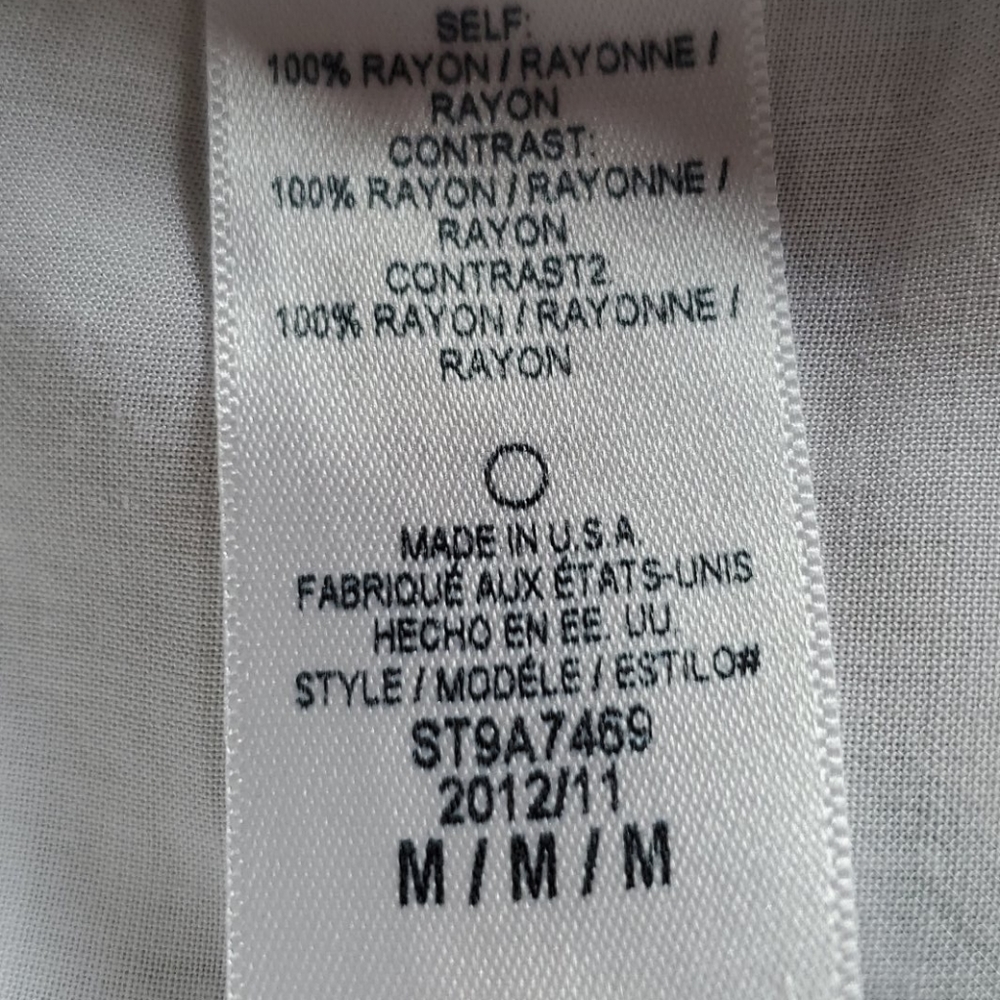 SELF:
100% RAYON / RAYONNE /
RAYON
CONTRAST:
100% RAYON / RAYONNE /
RAYON
CONTRAST2
100% RAYON / RAYONNE /
RAYON
MADE IN U.S.A.
FABRIQUÉ AUX ÉTATS-UNIS
HECHO EN EE. UU.
STYLE / MODÉLE / ESTILO#
ST9A7469
2012/11
M / M / M